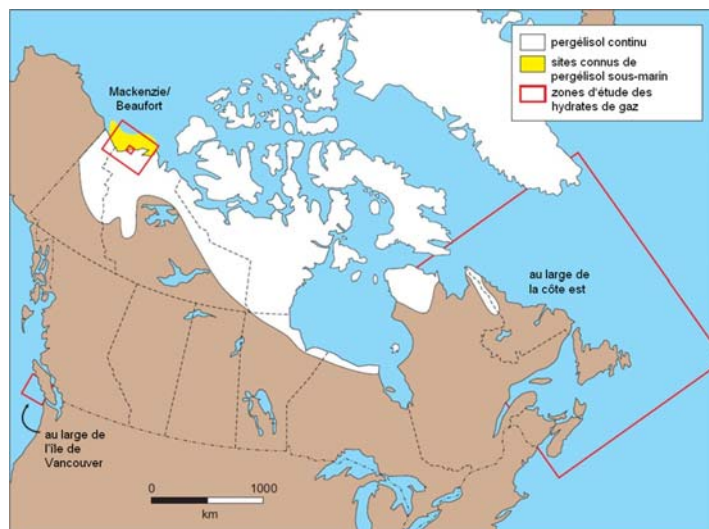 pergélisol continu
sites connus de
pergélisol sous-marin
zones d'étude des
hydrates de gaz
Mackenzie/
Beaufort
au large de
la côte est
au large de
l'île de
Vancouver
0
1000
km